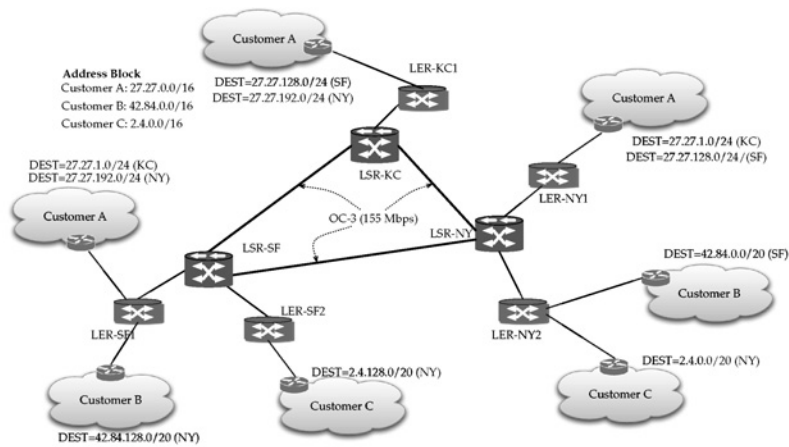 Customer A
LER-KC1
Address Block
Customer A: 27.27.0.0/16
Customer B: 42.84.0.0/16
Customer C: 2.4.0.0/16
DEST=27.27.128.0/24 (SF)
DEST=27.27.192.0/24 (NY)
LSR-KC
Customer A
DEST=27.27.1.0/24 (KC)
DEST=27.27.128.0/24/(SF)
LER-NY1
DEST=27.27.1.0/24 (KC)
DEST=27.27.192.0/24 (NY)
Customer A
OC-3 (155 Mbps)
LSR-SF
LSR-NY
DEST=42.84.0.0/20 (SF)
Customer B
LER-SF1
LER-SF2
LER-NY2
DEST=2.4.128.0/20 (NY)
DEST=2.4.0.0/20 (NY)
Customer B
Customer C
Customer C
DEST=42.84.128.0/20 (NY)